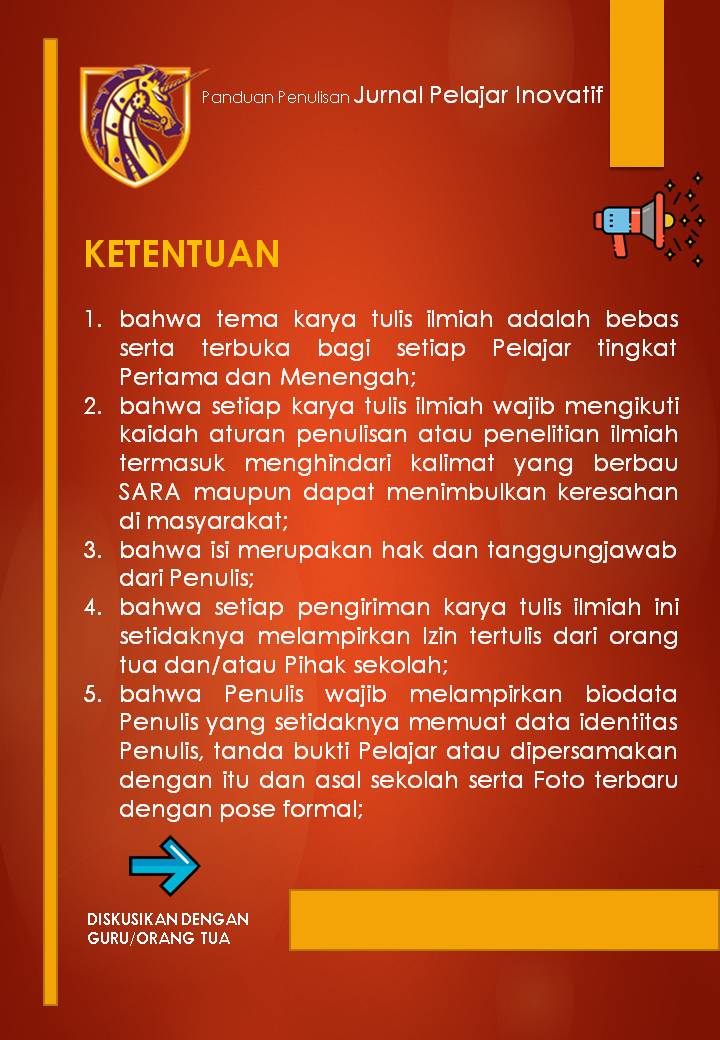 Panduan Penulisan Jurnal Pelajar Inovatif
KETENTUAN
1. bahwa tema karya tulis ilmiah adalah bebas
serta terbuka bagi setiap Pelajar tingkat
Pertama dan Menengah;
2. bahwa setiap karya tulis ilmiah wajib mengikuti
kaidah aturan penulisan atau penelitian ilmiah
termasuk menghindari kalimat yang berbau
SARA maupun dapat menimbulkan keresahan
di masyarakat;
3. bahwa isi merupakan hak dan tanggungjawab
dari Penulis;
4. bahwa setiap pengiriman karya tulis ilmiah ini
setidaknya melampirkan Izin tertulis dari orang
tua dan/atau Pihak sekolah;
5. bahwa Penulis wajib melampirkan biodata
Penulis yang setidaknya memuat data identitas
Penulis, tanda bukti Pelajar atau dipersamakan
dengan itu dan asal sekolah serta Foto terbaru
dengan pose formal;
DISKUSIKAN DENGAN
GURU/ORANG TUA